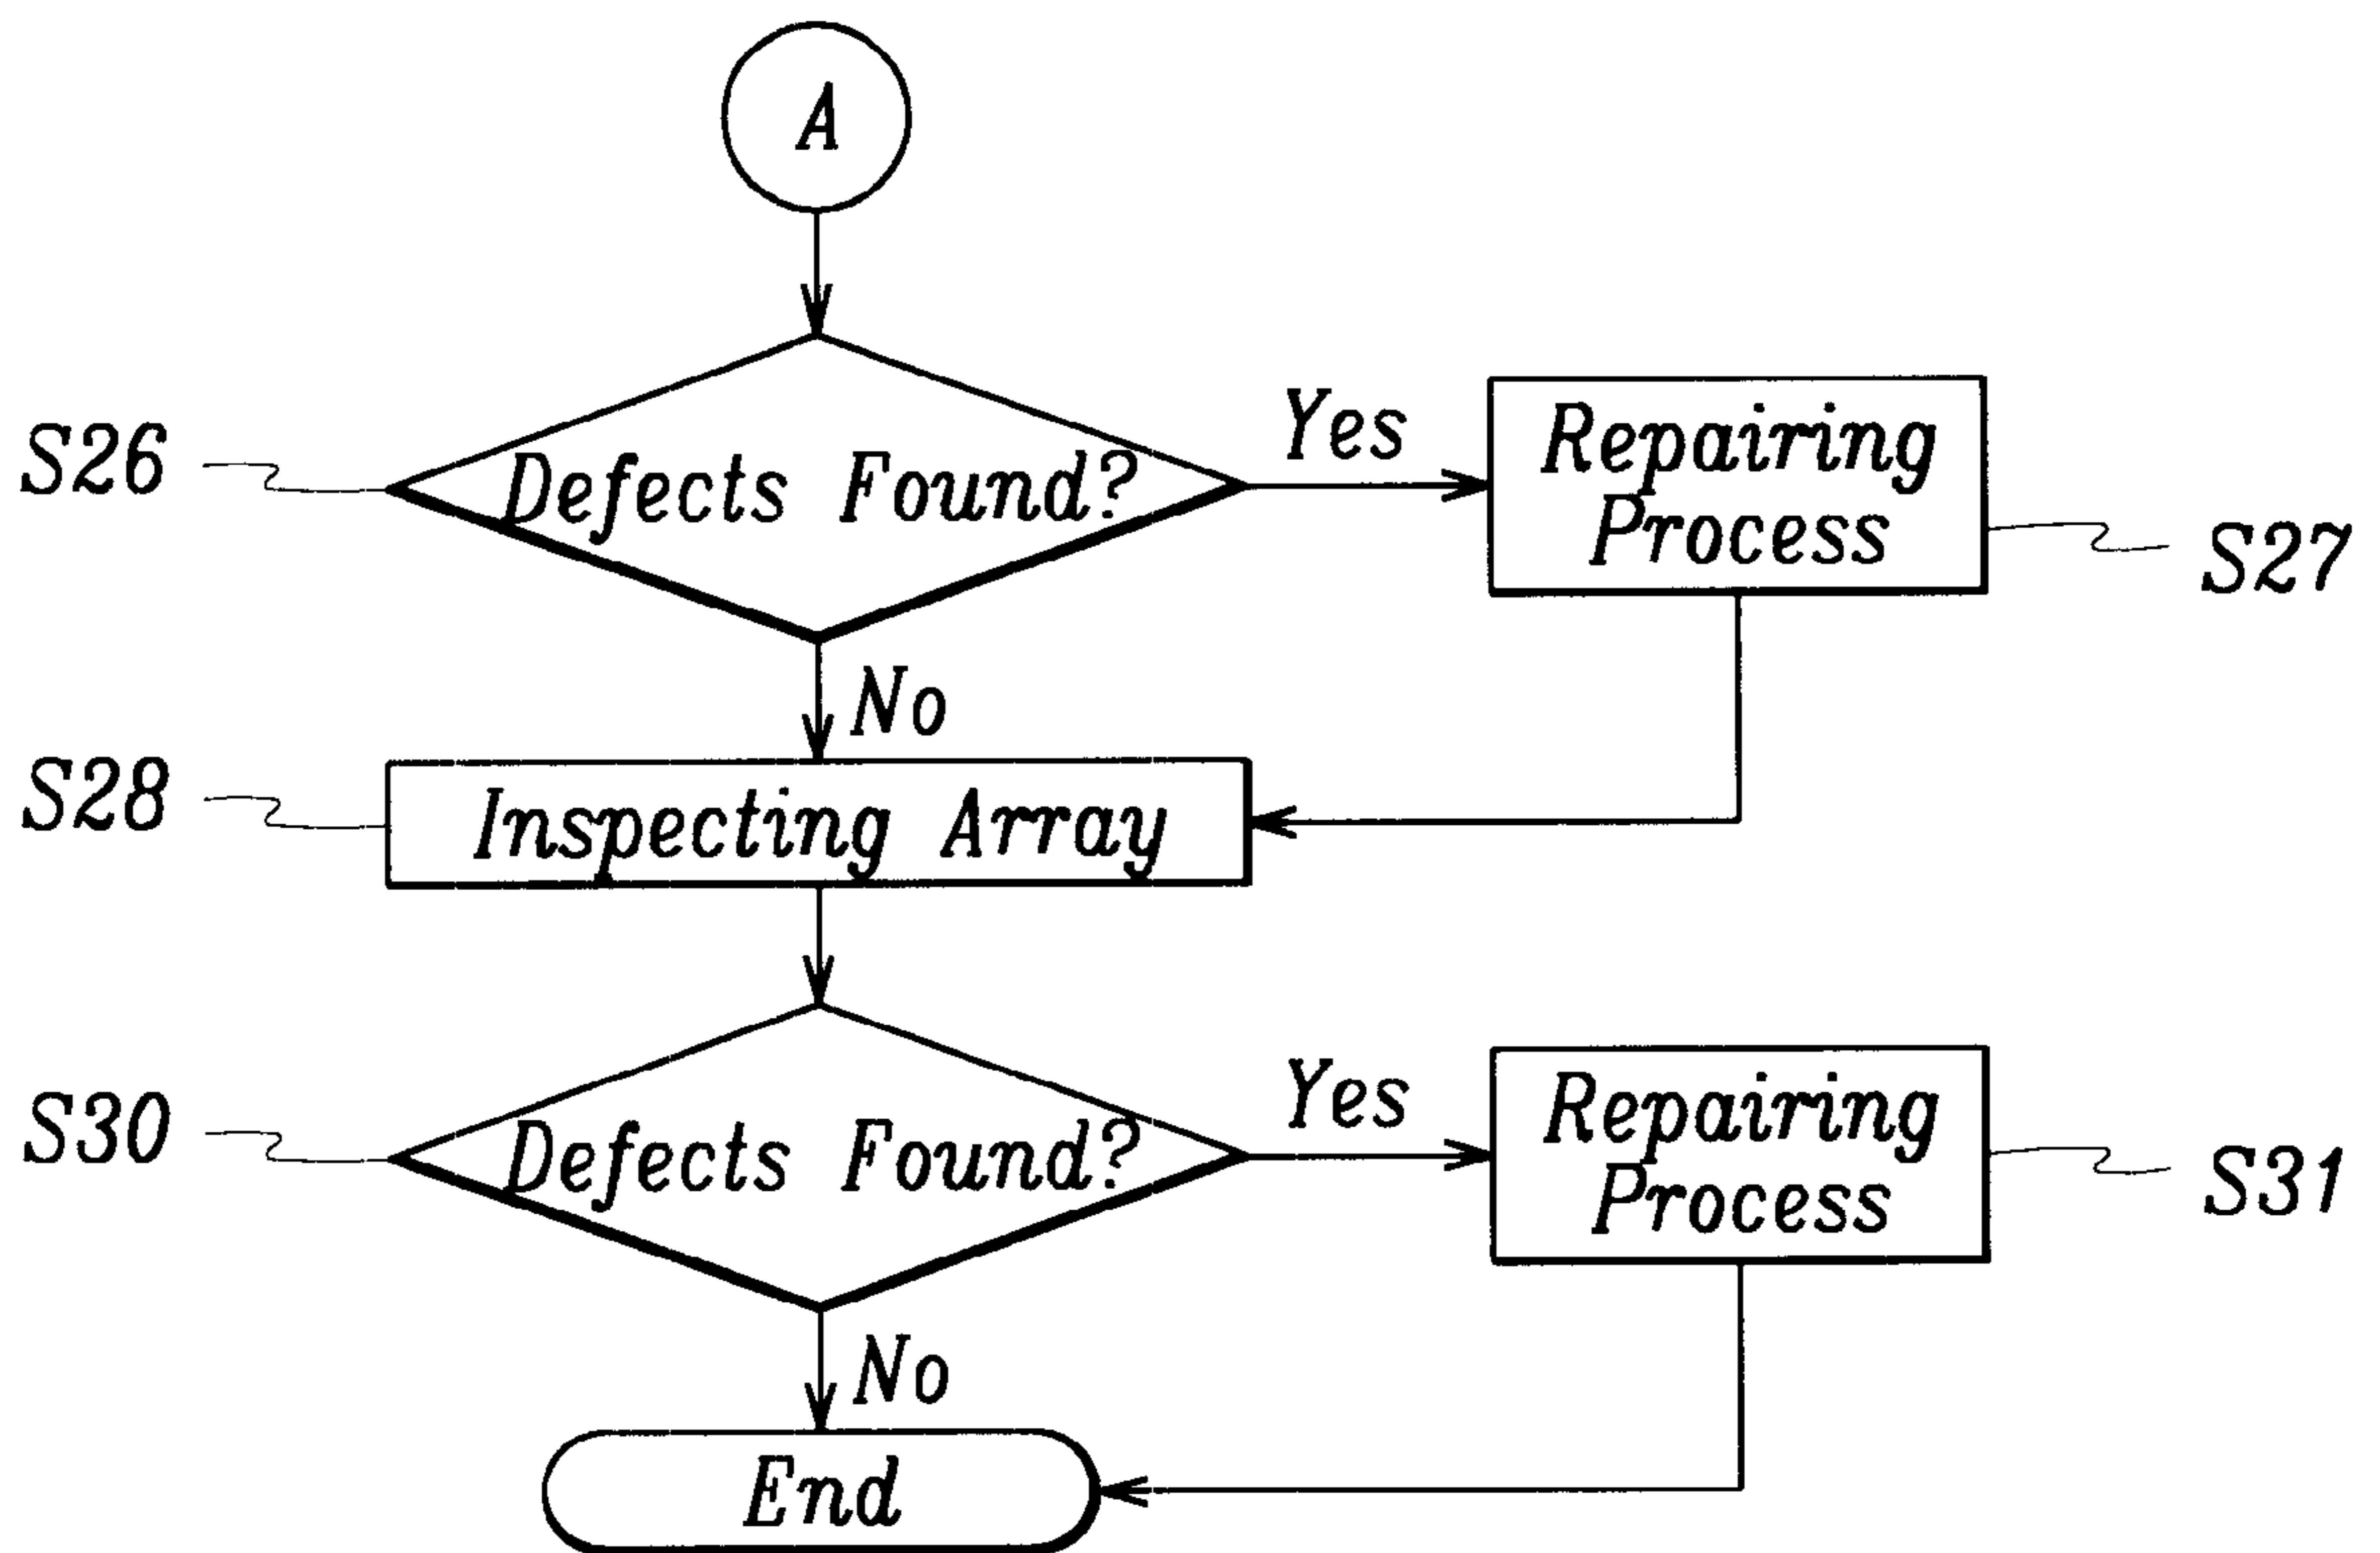 A
S26
Defects Found?
Yes
Repairing
Process
S27
No
S28
Inspecting Array
S30
Defects Found?
Yes
Repairing
Process
S31
No
End